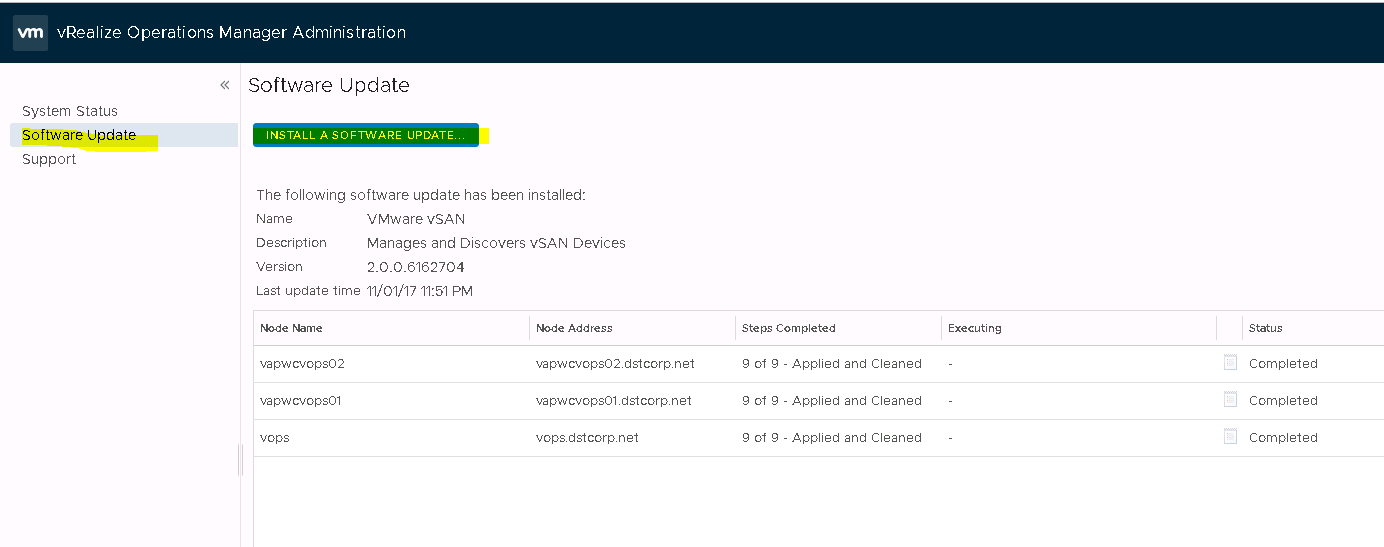 vm vRealize Operations Manager Administration
«
Software Update
System Status
Software Update
Support
INSTALL A SOFTWARE UPDATE...
The following software update has been installed:
Name VMware vSAN
Description Manages and Discovers vSAN Devices
Version 2.0.0.6162704
Last update time 11/01/17 11:51 PM
Node Name Node Address Steps Completed Executing Status
vapwcvops02 vapwcvops02.dstcorp.net 9 of 9 - Applied and Cleaned - Completed
vapwcvops01 vapwcvops01.dstcorp.net 9 of 9 - Applied and Cleaned - Completed
vops vops.dstcorp.net 9 of 9 - Applied and Cleaned - Completed